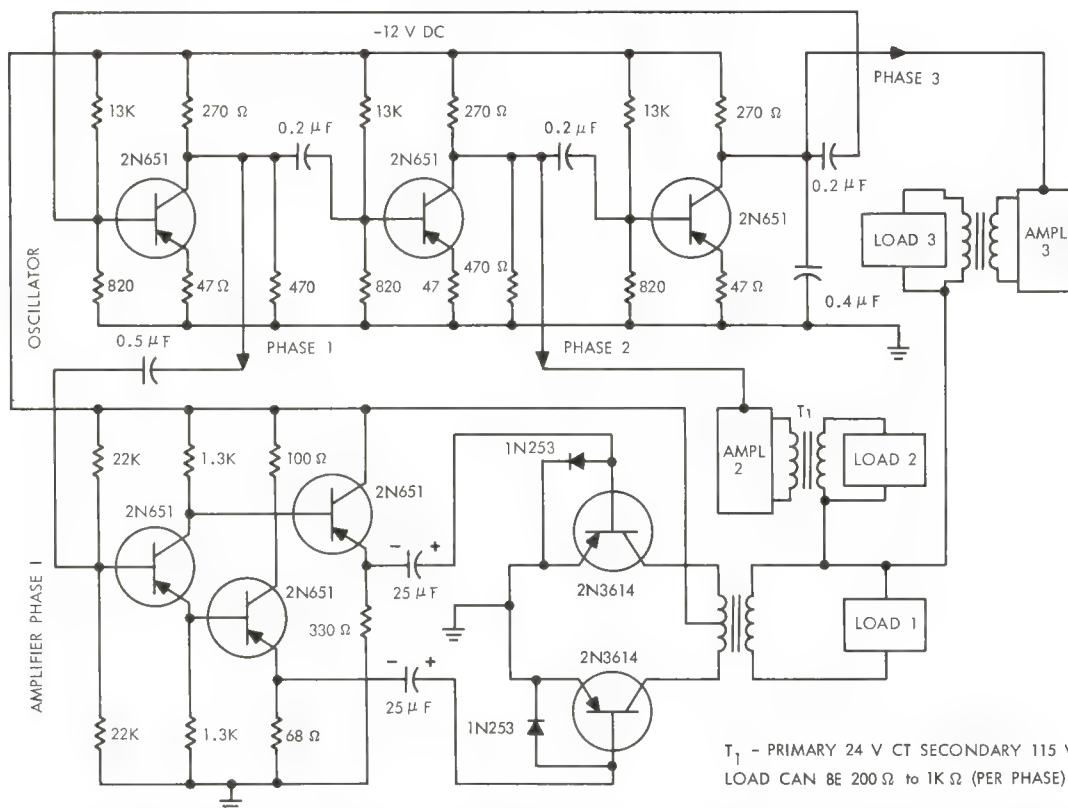 -12 V DC
PHASE 3
13K
270 Ω
0.2 μF
2N651
13K
270 Ω
0.2 μF
2N651
13K
270 Ω
2N651
0.2 μF
LOAD 3
AMPL
3
OSCILLATOR
820
47 Ω
470
820
47
470 Ω
820
47 Ω
0.4 μF
0.5 μF
PHASE 1
PHASE 2
22K
1.3K
100 Ω
2N651
1N253
AMPL
2
T1
LOAD 2
2N651
2N651
- +
25 μF
2N3614
330 Ω
LOAD 1
AMPLIFIER PHASE 1
- +
25 μF
2N3614
22K
1.3K
68 Ω
1N253
T1 - PRIMARY 24 V CT SECONDARY 115 V
LOAD CAN BE 200 Ω to 1K Ω (PER PHASE)